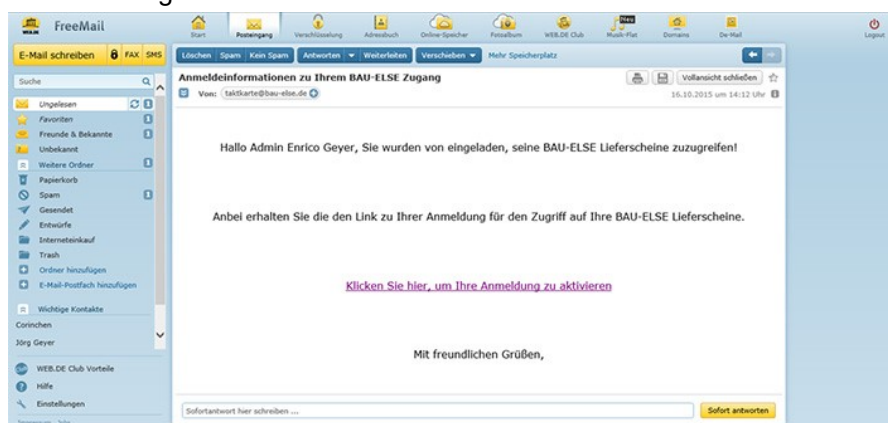 FreeMail
WEB.DE
Start
Posteingang
Verschlüsselung
Adressbuch
Online-Speicher
Fotoalbum
WEB.DE Club
Neu
Musik-Flat
Domains
De-Mail
Logout
E-Mail schreiben
FAX SMS
Löschen Spam Kein Spam Antworten Weiterleiten Verschieben Mehr Speicherplatz
Suche
Ungelesen
Favoriten
Freunde & Bekannte
Unbekannt
Weitere Ordner
Papierkorb
Spam
Gesendet
Entwürfe
Interneteinkauf
Trash
Ordner hinzufügen
E-Mail-Postfach hinzufügen
Wichtige Kontakte
Corinchen
Jörg Geyer
WEB.DE Club Vorteile
Hilfe
Einstellungen
Anmeldeinformationen zu Ihrem BAU-ELSE Zugang
Vollansicht schließen
Von: taktkarte@bau-else.de
16.10.2015 um 14:12 Uhr
Hallo Admin Enrico Geyer, Sie wurden von eingeladen, seine BAU-ELSE Lieferscheine zuzugreifen!
Anbei erhalten Sie die den Link zu Ihrer Anmeldung für den Zugriff auf Ihre BAU-ELSE Lieferscheine.
Klicken Sie hier, um Ihre Anmeldung zu aktivieren
Mit freundlichen Grüßen,
Sofortantwort hier schreiben ...
Sofort antworten